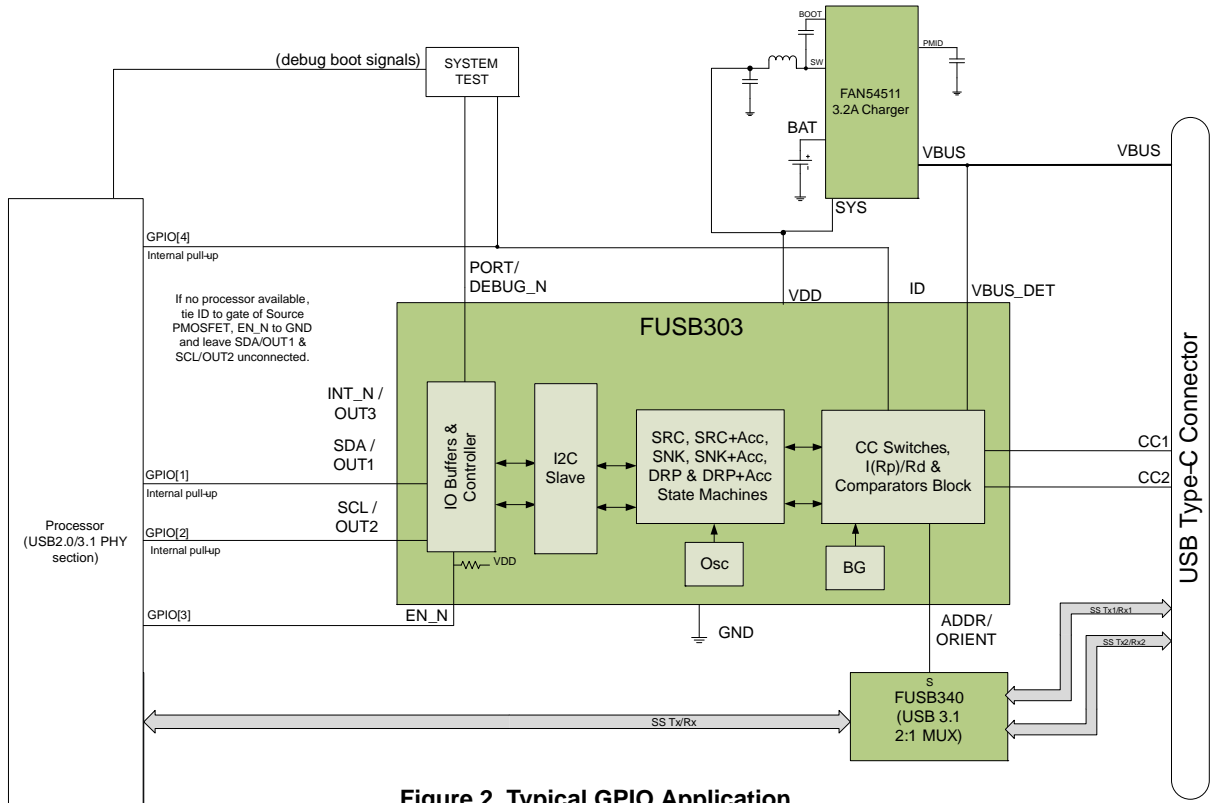 BOOT
PMID
SW
(debug boot signals)
SYSTEM
TEST
FAN54511
3.2A Charger
BAT
VBUS
VBUS
SYS
GPIO[4]
Internal pull-up
PORT/
DEBUG_N
VDD
ID
VBUS_DET
If no processor available,
tie ID to gate of Source
PMOSFET, EN_N to GND
and leave SDA/OUT1 &
SCL/OUT2 unconnected.
FUSB303
INT_N /
OUT3
SDA /
OUT1
GPIO[1]
Internal pull-up
SCL /
OUT2
GPIO[2]
Internal pull-up
IO Buffers &
Controller
I2C
Slave
SRC, SRC+Acc,
SNK, SNK+Acc,
DRP & DRP+Acc
State Machines
CC Switches,
I(Rp)/Rd &
Comparators Block
CC1
CC2
USB Type-C Connector
Processor
(USB2.0/3.1 PHY
section)
VDD
Osc
BG
GPIO[3]
EN_N
GND
ADDR/
ORIENT
SS Tx1/Rx1
SS Tx2/Rx2
S
FUSB340
(USB 3.1
2:1 MUX)
SS Tx/Rx
Figure 2. Typical GPIO Application